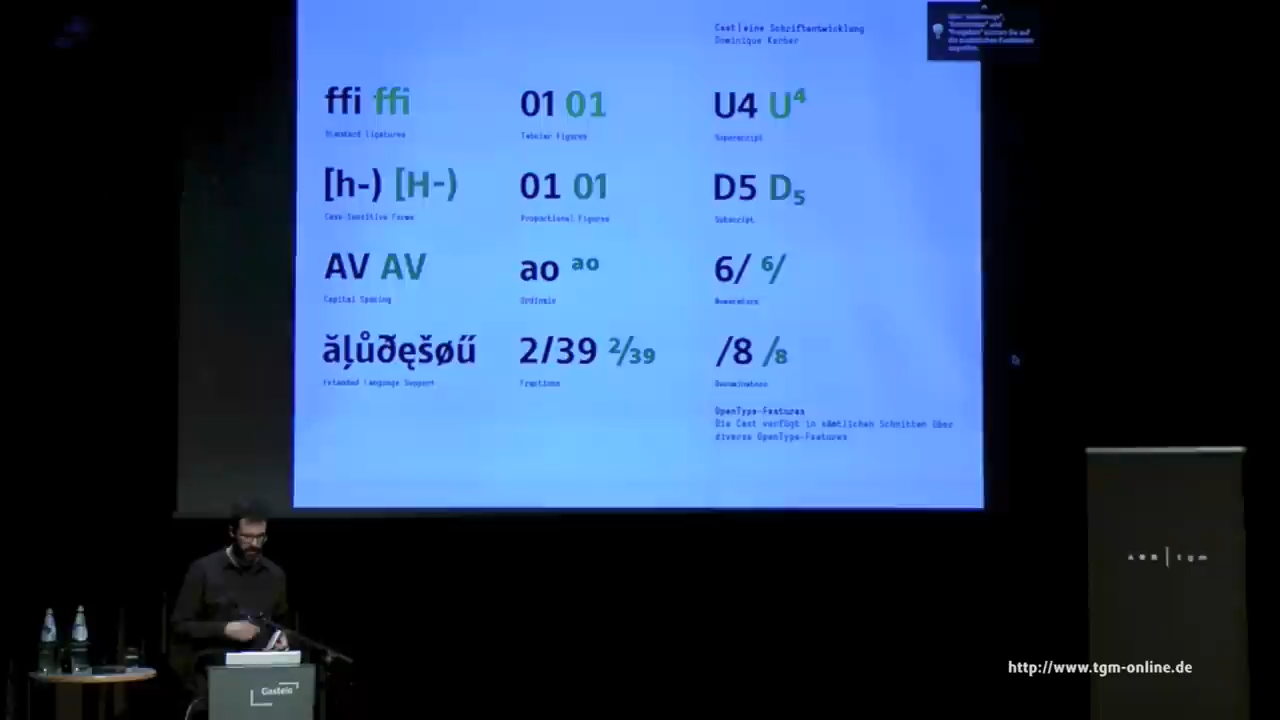 Cast | eine Schriftentwicklung
Dominique Kerber
ffi ffi
Standard Ligatures
01 01
Tabular Figures
U4 U⁴
Superscript
[h-) [H-)
Case Sensitive Forms
01 01
Proportional Figures
D5 D₅
Subscript
AV AV
Capital Spacing
ao ᵃᵒ
Ordinals
6/ ⁶/
Numerators
ăļůðęšøű
Extended Language Support
2/39 ²/₃₉
Fractions
/8 /₈
Denominators
OpenType-Features
Die Cast verfügt in sämtlichen Schnitten über
diverse OpenType-Features
Gasteig
tgm
http://www.tgm-online.de